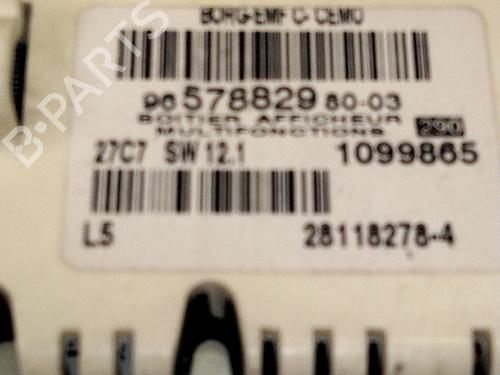 BORG-EMF C- CEMO
96 578829 80-03
BOITIER AFFICHEUR
MULTIFONCTIONS 290
27C7 SW 12.1 1099865
L5 28118278-4
B-PARTS